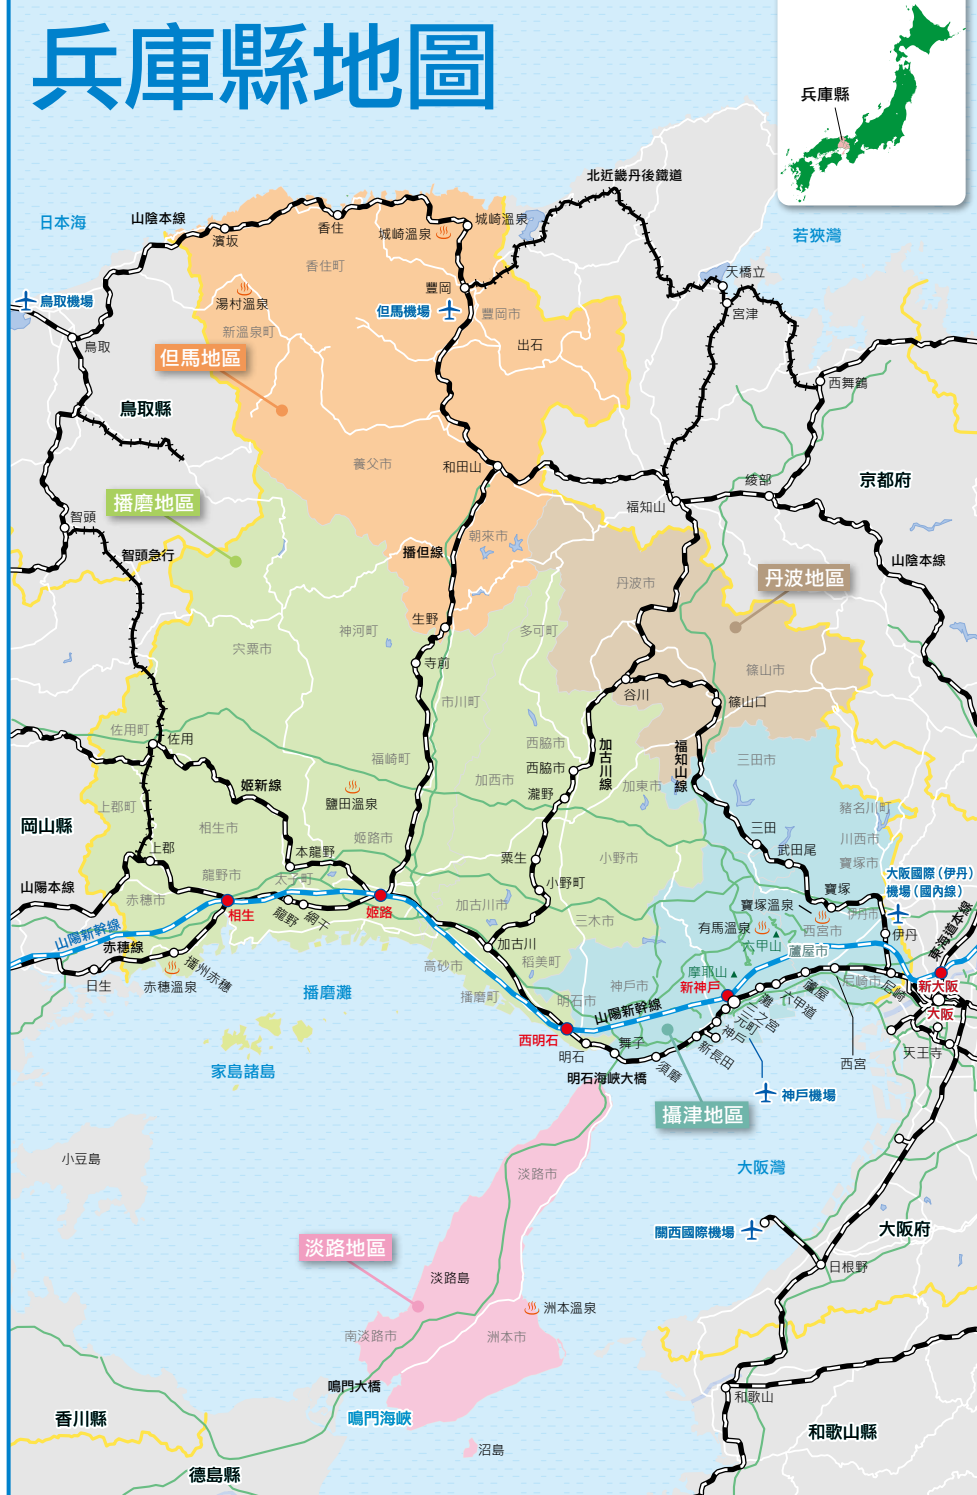 兵庫縣地圖
兵庫縣
北近畿丹後鐵道
日本海
山陰本線
城崎溫泉
濱坂
香住
城崎溫泉
若狹灣
香住町
天橋立
豐岡
鳥取機場
湯村溫泉
但馬機場
豐岡市
宮津
新溫泉町
鳥取
出石
但馬地區
西舞鶴
鳥取縣
養父市
和田山
京都府
綾部
播磨地區
福知山
智頭
朝來市
智頭急行
播但線
山陰本線
丹波地區
丹波市
生野
神河町
多可町
宍粟市
寺前
篠山市
谷川
市川町
篠山口
佐用町
佐用
西脇市
加古川線
福知山線
福崎町
三田市
西脇市
加西市
加東市
姬新線
瀧野
鹽田溫泉
上郡町
豬名川町
岡山縣
相生市
三田
姬路市
川西市
上郡
本龍野
武田尾
粟生
小野市
寶塚市
龍野市
太子町
大阪國際（伊丹）
機場（國內線）
小野町
山陽本線
寶塚
赤穗市
加古川市
寶塚溫泉
相生
姬路
龍野
網干
三木市
有馬溫泉
西宮市
伊丹市
伊丹
山陽新幹線
赤穗線
加古川
六甲山
蘆屋市
稻美町
高砂市
播州赤穗
摩耶山
日生
赤穗溫泉
神戶市
新神戶
尼崎市
尼崎
新大阪
播磨灘
播磨町
明石市
山陽新幹線
灘
六甲道
蘆屋
三之宮
元町
神戶
大阪
西明石
舞子
新長田
天王寺
明石
須磨
西宮
家島諸島
明石海峽大橋
神戶機場
攝津地區
小豆島
大阪灣
淡路市
關西國際機場
大阪府
淡路地區
日根野
淡路島
洲本溫泉
南淡路市
洲本市
鳴門大橋
和歌山
香川縣
鳴門海峽
和歌山縣
沼島
德島縣